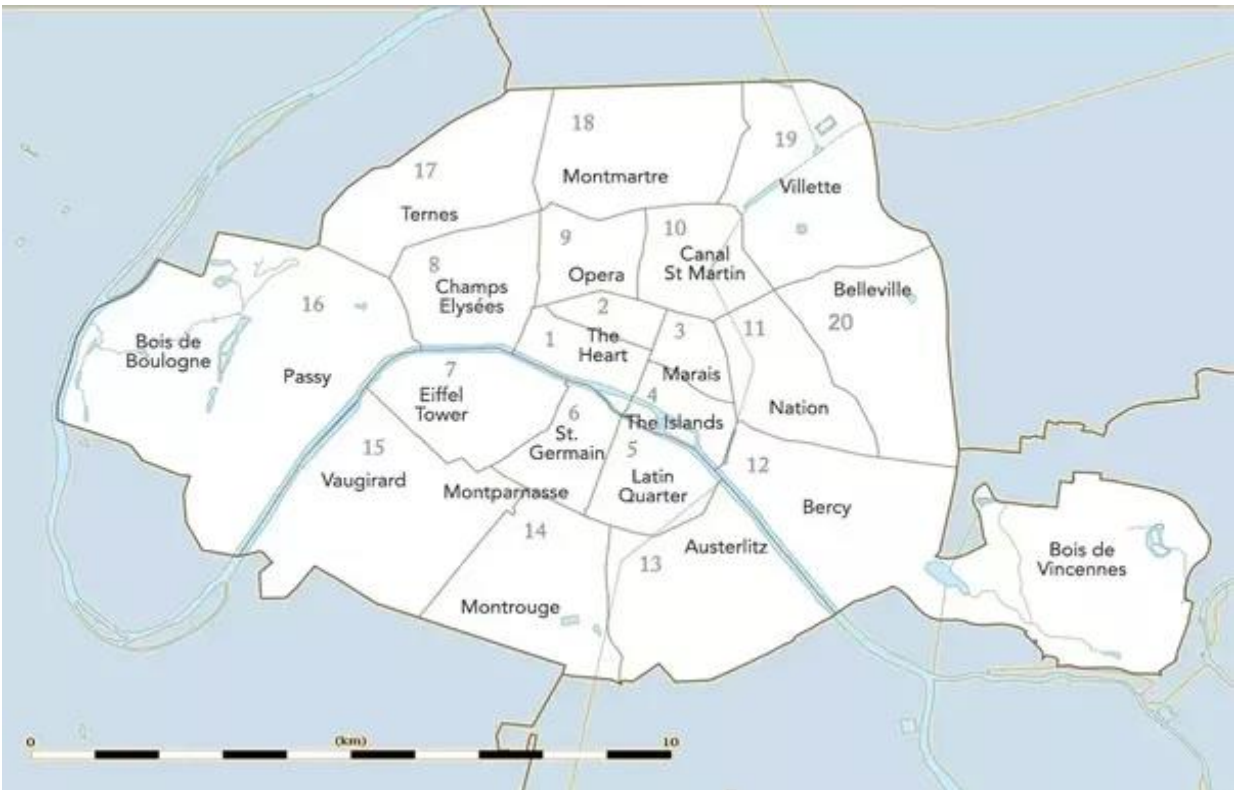 18
19
17
Montmartre
Villette
Ternes
9
10
8
Canal
St Martin
Opera
Champs
Elysées
Belleville
16
2
3
11
20
1
The
Heart
Bois de
Boulogne
7
Passy
Marais
Eiffel
Tower
4
Nation
6
The Islands
St.
Germain
15
5
12
Vaugirard
Latin
Quarter
Montparnasse
Bercy
14
Austerlitz
13
Bois de
Vincennes
Montrouge
0
(km)
10